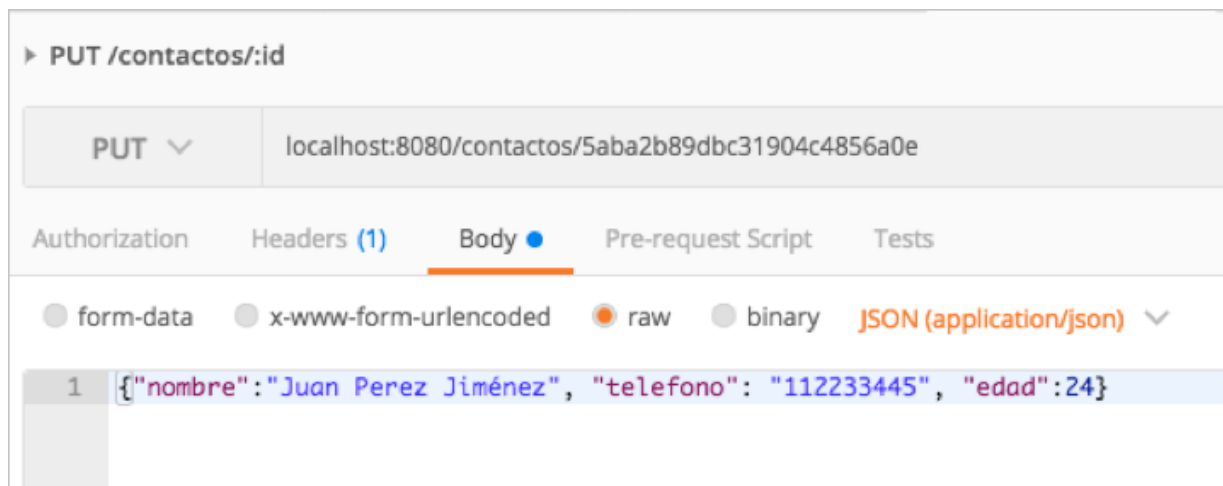 PUT /contactos/:id
PUT localhost:8080/contactos/5aba2b89dbc31904c4856a0e
Authorization Headers (1) Body Pre-request Script Tests
form-data x-www-form-urlencoded raw binary JSON (application/json)
1 {"nombre":"Juan Perez Jiménez", "telefono": "112233445", "edad":24}